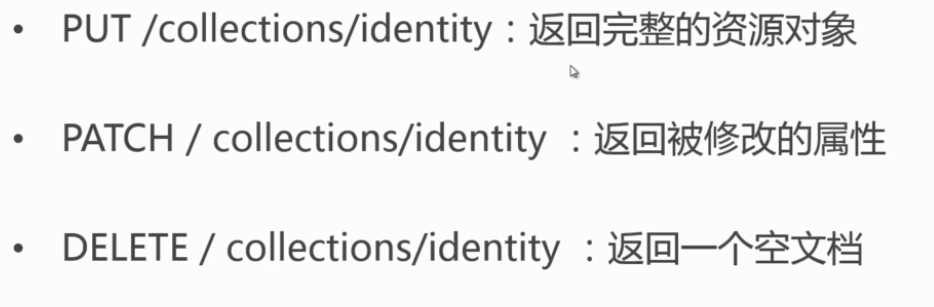 • PUT /collections/identity：返回完整的资源对象
• PATCH / collections/identity ：返回被修改的属性
• DELETE / collections/identity ：返回一个空文档